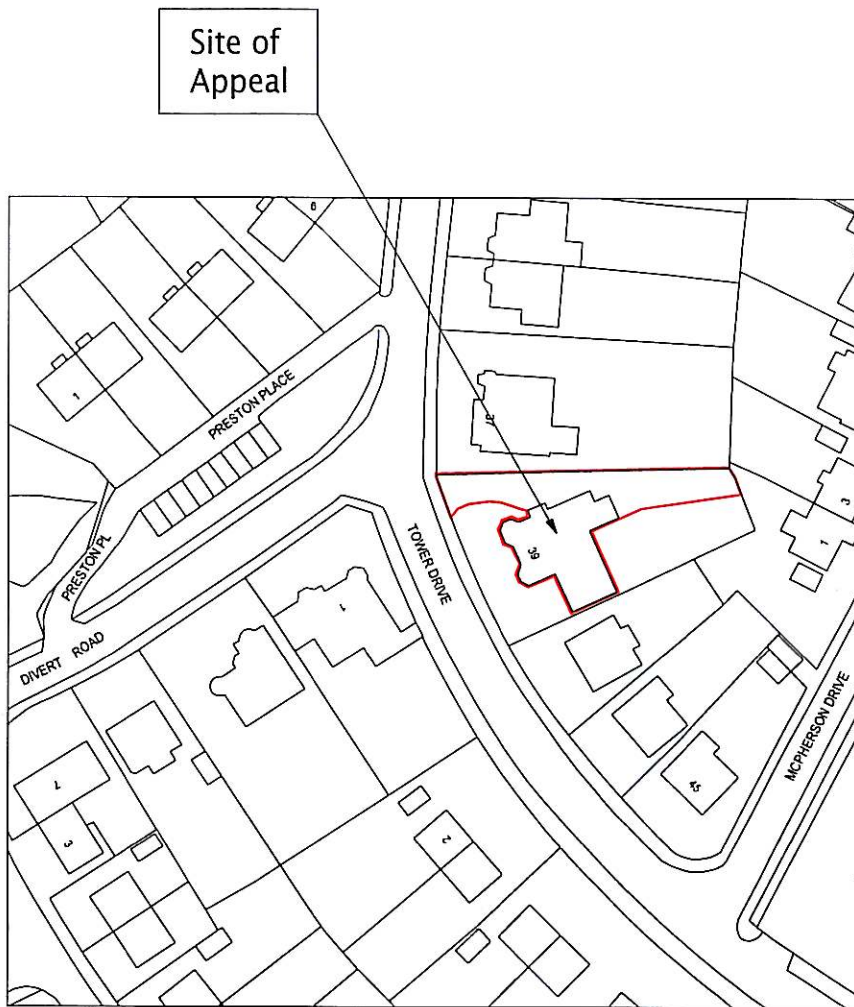 Site of
Appeal
6
1
PRESTON PLACE
37
PRESTON PL
TOWER DRIVE
39
3
1
1
DIVERT ROAD
MCPHERSON DRIVE
45
7
3
2